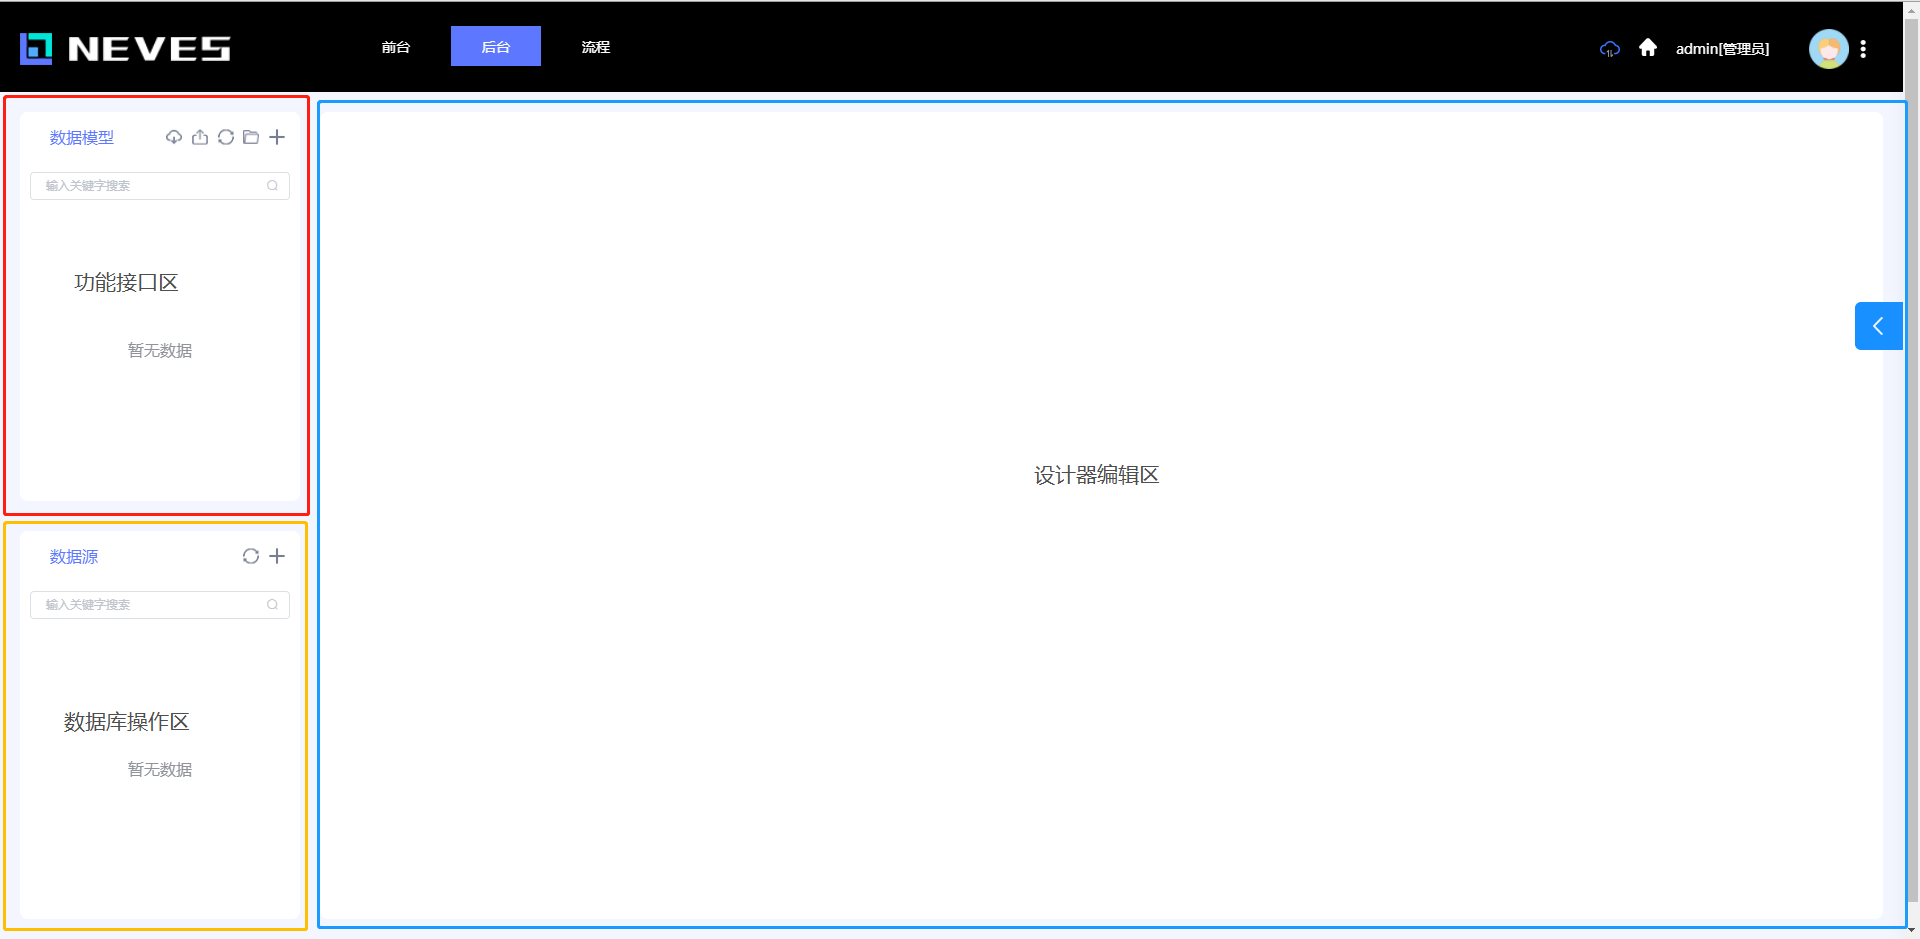 NEVES
前台
后台
流程
admin[管理员]
数据模型
输入关键字搜索
功能接口区
暂无数据
数据源
输入关键字搜索
数据库操作区
暂无数据
设计器编辑区